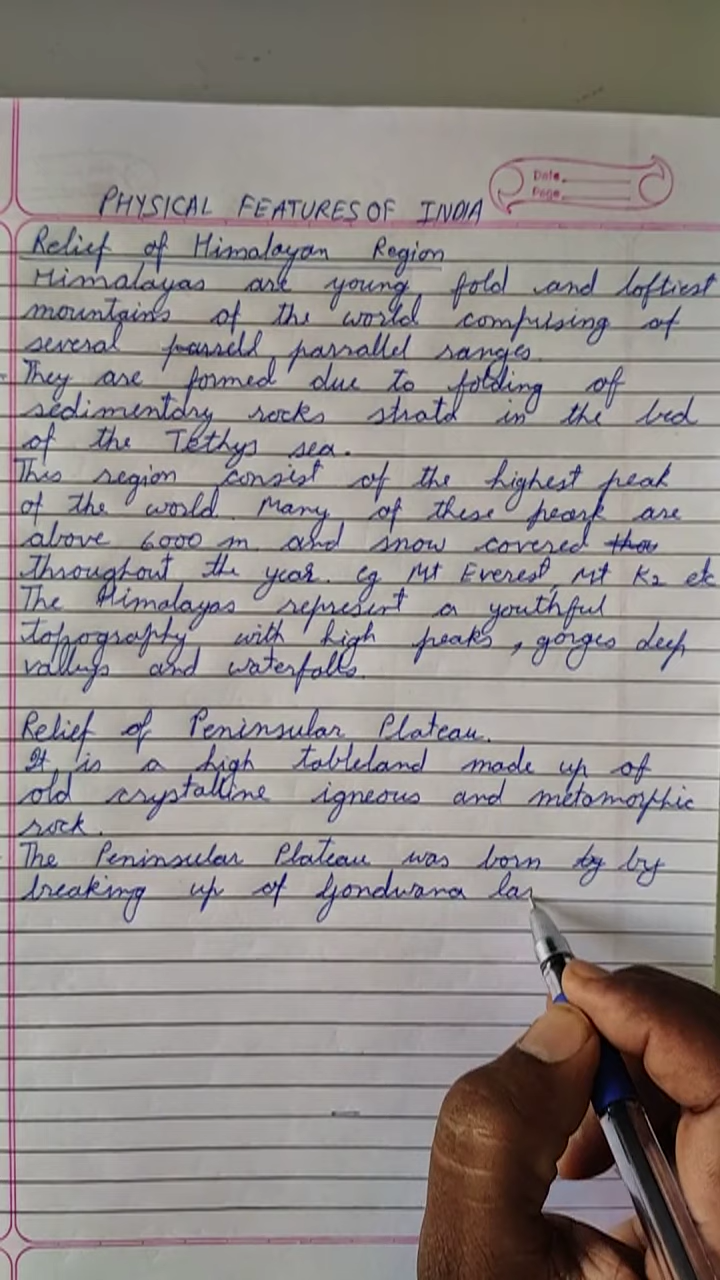 Date.
Page
PHYSICAL FEATURES OF INDIA
Relief of Himalayan Region
Himalayas are young fold and loftiest
mountains of the world comprising of
several parrallel ranges.
They are formed due to folding of
sedimentary rocks strata in the bed
of the Tethys sea.
This region consist of the highest peak
of the world. Many of these peark are
above 6000 m and snow covered
throughout the year. eg Mt Everest, Mt K2 etc
The Himalayas represent a youthful
topography with high peaks, gorges deep
valleys and waterfalls.
Relief of Peninsular Plateau.
It is a high tableland made up of
old crystalline igneous and metamorphic
rock.
The Peninsular Plateau was born by by
breaking up of Gondwana lan